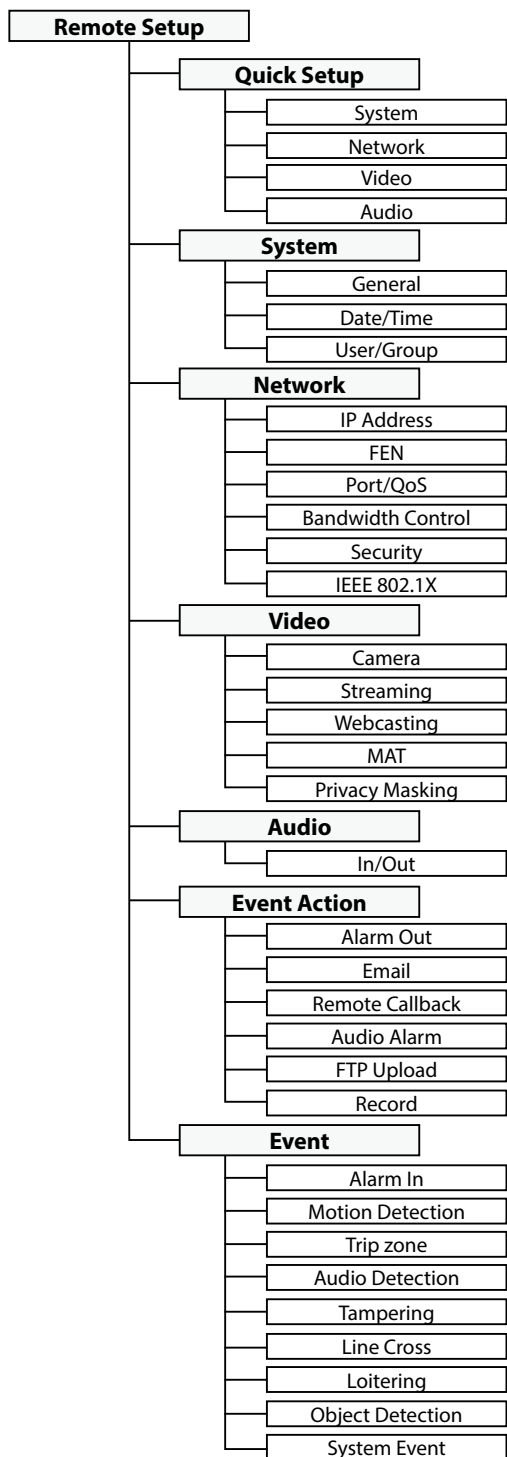 Remote Setup
Quick Setup
System
Network
Video
Audio
System
General
Date/Time
User/Group
Network
IP Address
FEN
Port/QoS
Bandwidth Control
Security
IEEE 802.1X
Video
Camera
Streaming
Webcasting
MAT
Privacy Masking
Audio
In/Out
Event Action
Alarm Out
Email
Remote Callback
Audio Alarm
FTP Upload
Record
Event
Alarm In
Motion Detection
Trip zone
Audio Detection
Tampering
Line Cross
Loitering
Object Detection
System Event